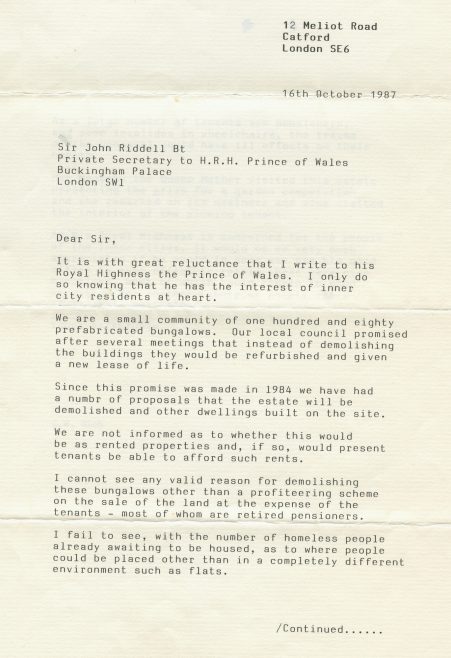 12 Meliot Road
Catford
London SE6
16th October 1987
Sir John Riddell Bt
Private Secretary to H.R.H. Prince of Wales
Buckingham Palace
London SW1
Dear Sir,
It is with great reluctance that I write to his
Royal Highness the Prince of Wales.  I only do
so knowing that he has the interest of inner
city residents at heart.
We are a small community of one hundred and eighty
prefabricated bungalows.  Our local council promised
after several meetings that instead of demolishing
the buildings they would be refurbished and given
a new lease of life.
Since this promise was made in 1984 we have had
a numbr of proposals that the estate will be
demolished and other dwellings built on the site.
We are not informed as to whether this would
be as rented properties and, if so, would present
tenants be able to afford such rents.
I cannot see any valid reason for demolishing
these bungalows other than a profiteering scheme
on the sale of the land at the expense of the
tenants - most of whom are retired pensioners.
I fail to see, with the number of homeless people
already awaiting to be housed, as to where people
could be placed other than in a completely different
environment such as flats.
/Continued......